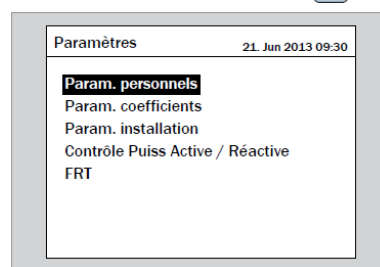 Paramètres 21. Jun 2013 09:30
Param. personnels
Param. coefficients
Param. installation
Contrôle Puiss Active / Réactive
FRT